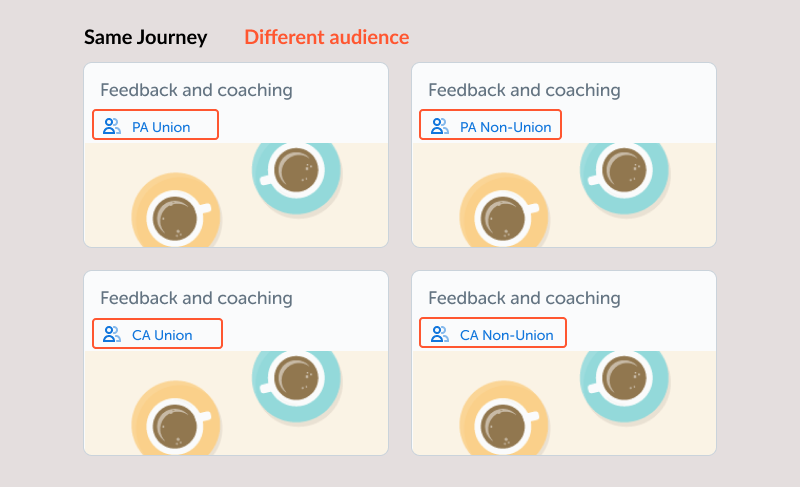 Same Journey Different audience
Feedback and coaching
PA Union
Feedback and coaching
PA Non-Union
Feedback and coaching
CA Union
Feedback and coaching
CA Non-Union